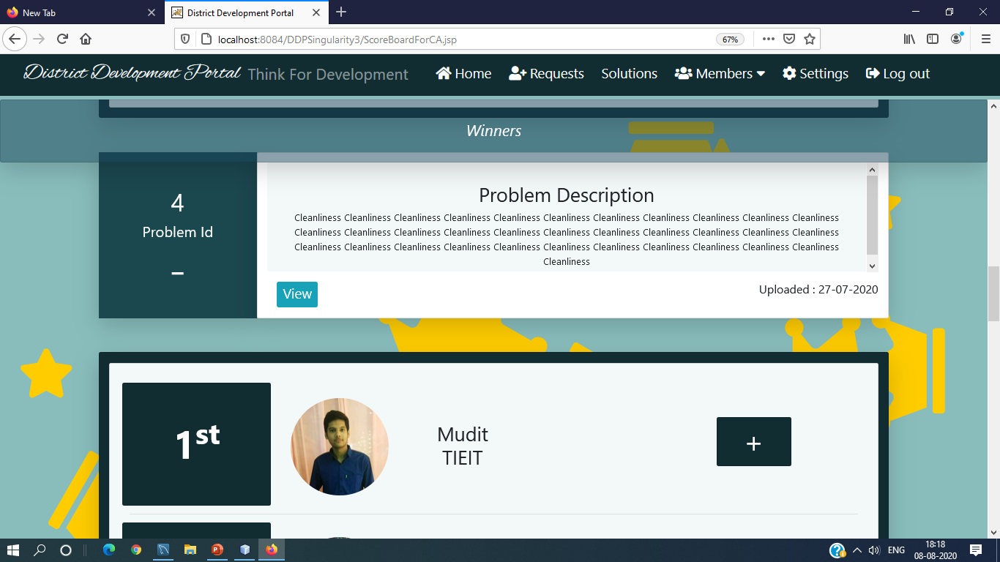 New Tab
District Development Portal
localhost:8084/DDPSingularity3/ScoreBoardForCA.jsp
67%
District Development Portal Think For Development Home Requests Solutions Members Settings Log out
Winners
4
Problem Id
–
Problem Description
Cleanliness Cleanliness Cleanliness Cleanliness Cleanliness Cleanliness Cleanliness Cleanliness Cleanliness Cleanliness Cleanliness
Cleanliness Cleanliness Cleanliness Cleanliness Cleanliness Cleanliness Cleanliness Cleanliness Cleanliness Cleanliness Cleanliness
Cleanliness Cleanliness Cleanliness Cleanliness Cleanliness Cleanliness Cleanliness Cleanliness Cleanliness Cleanliness Cleanliness
Cleanliness
View
Uploaded : 27-07-2020
1st
Mudit
TIEIT
+
ENG
18:18
08-08-2020